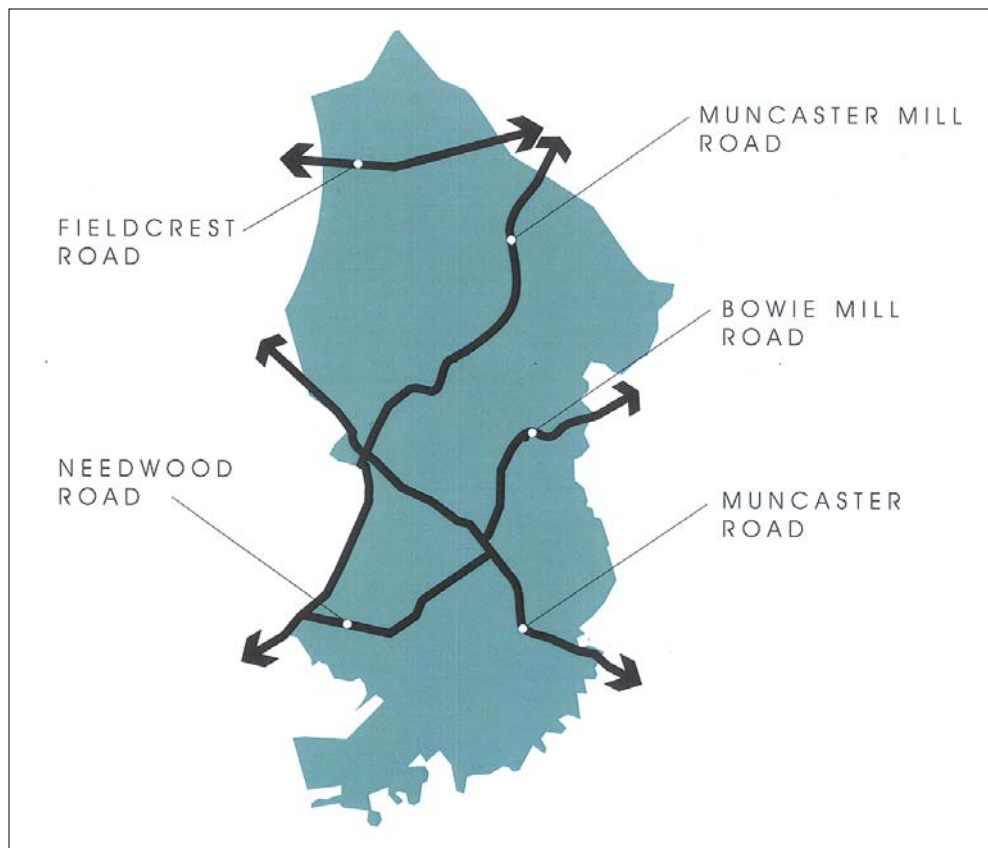 MUNCASTER MILL
ROAD
FIELDCREST
ROAD
BOWIE MILL
ROAD
NEEDWOOD
ROAD
MUNCASTER
ROAD